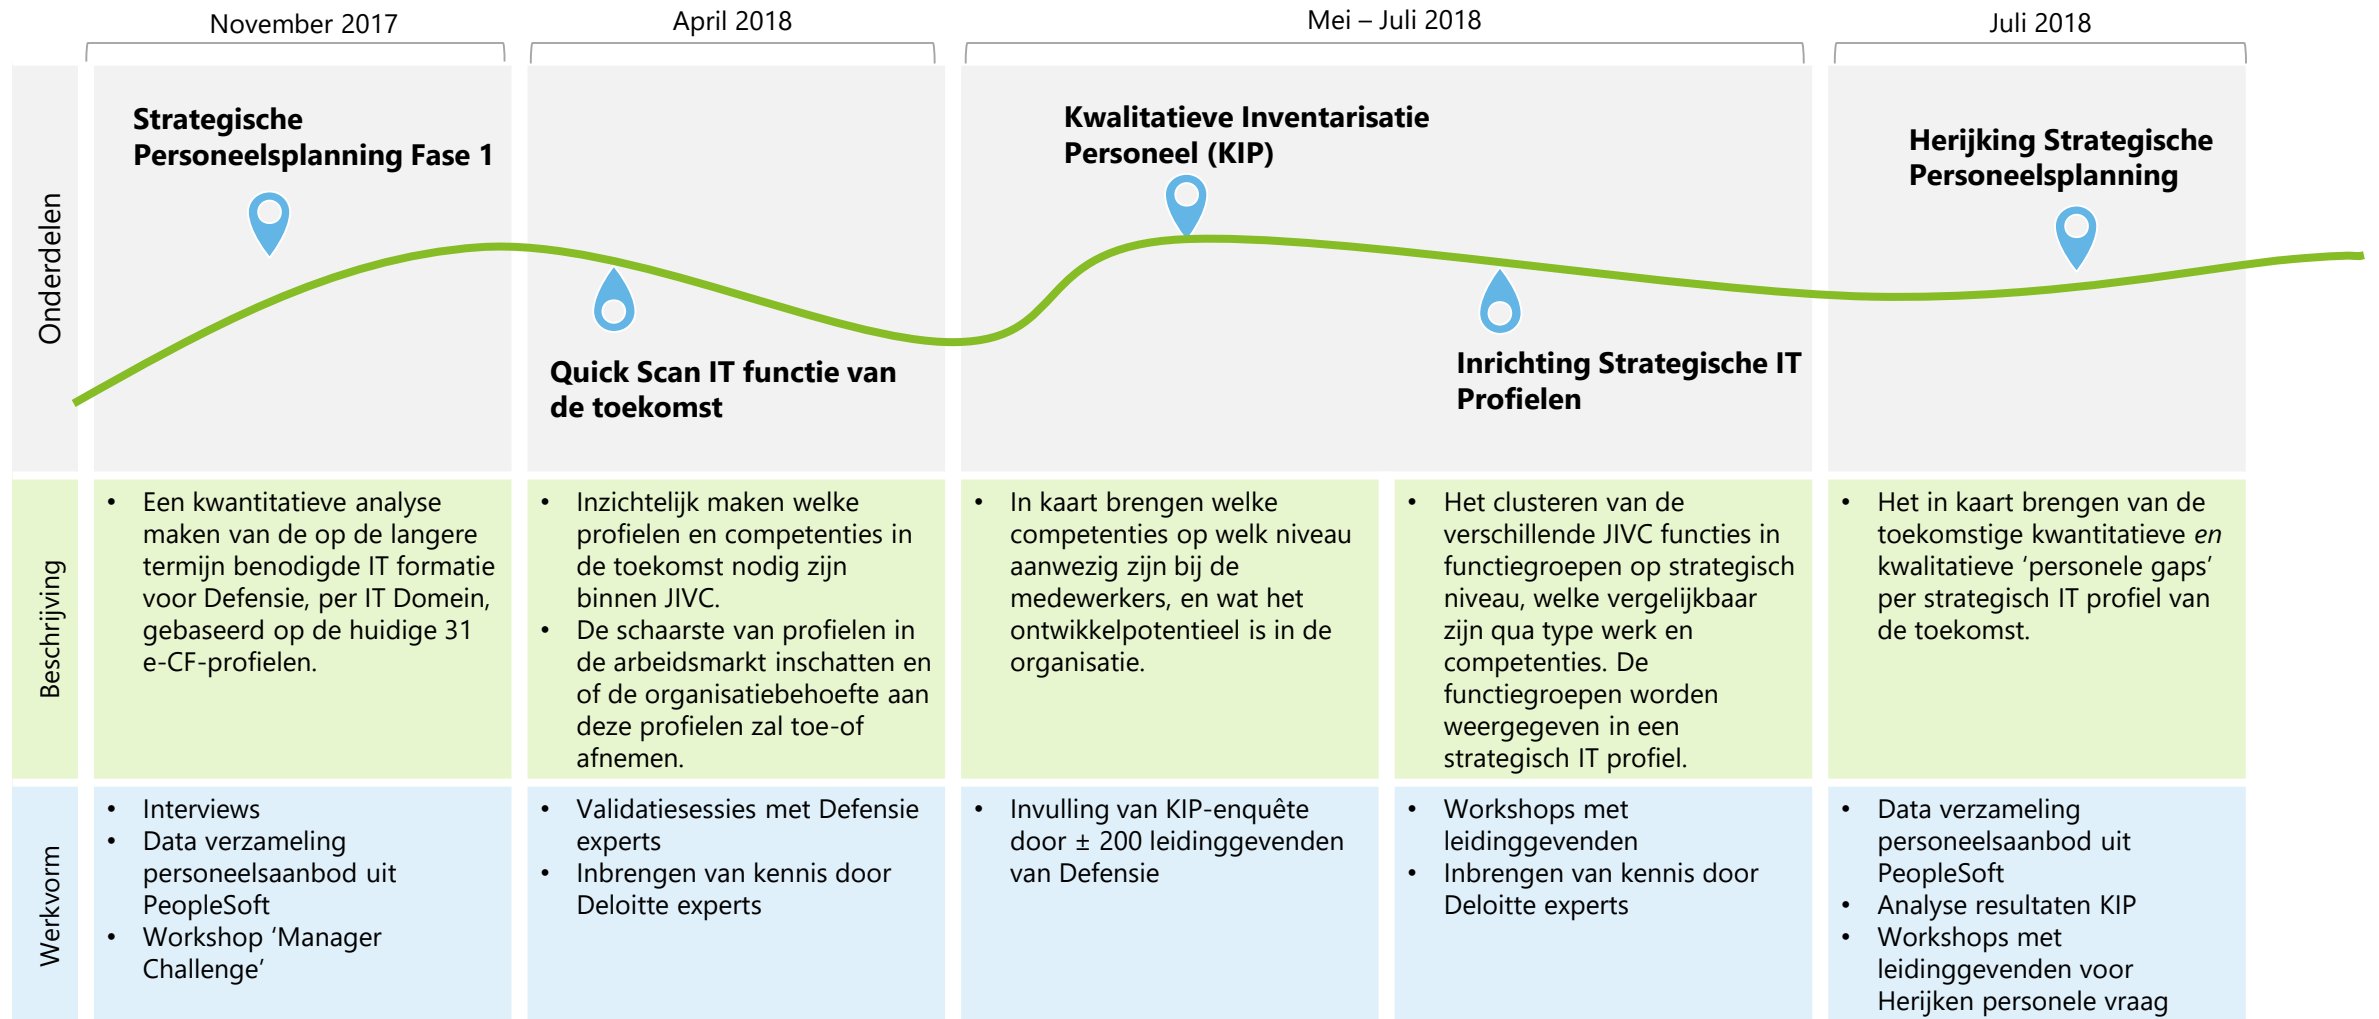 November 2017
April 2018
Mei – Juli 2018
Juli 2018
Onderdelen
Strategische
Personeelsplanning Fase 1
Quick Scan IT functie van
de toekomst
Kwalitatieve Inventarisatie
Personeel (KIP)
Inrichting Strategische IT
Profielen
Herijking Strategische
Personeelsplanning
Beschrijving
• Een kwantitatieve analyse
maken van de op de langere
termijn benodigde IT formatie
voor Defensie, per IT Domein,
gebaseerd op de huidige 31
e-CF-profielen.
• Inzichtelijk maken welke
profielen en competenties in
de toekomst nodig zijn
binnen JIVC.
• De schaarste van profielen in
de arbeidsmarkt inschatten en
of de organisatiebehoefte aan
deze profielen zal toe-of
afnemen.
• In kaart brengen welke
competenties op welk niveau
aanwezig zijn bij de
medewerkers, en wat het
ontwikkelpotentieel is in de
organisatie.
• Het clusteren van de
verschillende JIVC functies in
functiegroepen op strategisch
niveau, welke vergelijkbaar
zijn qua type werk en
competenties. De
functiegroepen worden
weergegeven in een
strategisch IT profiel.
• Het in kaart brengen van de
toekomstige kwantitatieve en
kwalitatieve ‘personele gaps’
per strategisch IT profiel van
de toekomst.
Werkvorm
• Interviews
• Data verzameling
personeelsaanbod uit
PeopleSoft
• Workshop ‘Manager
Challenge’
• Validatiesessies met Defensie
experts
• Inbrengen van kennis door
Deloitte experts
• Invulling van KIP-enquête
door ± 200 leidinggevenden
van Defensie
• Workshops met
leidinggevenden
• Inbrengen van kennis door
Deloitte experts
• Data verzameling
personeelsaanbod uit
PeopleSoft
• Analyse resultaten KIP
• Workshops met
leidinggevenden voor
Herijken personele vraag